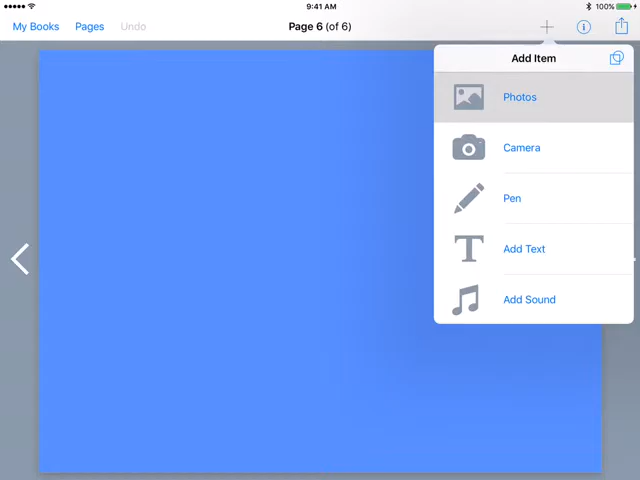 9:41 AM
100%
My Books Pages Undo
Page 6 (of 6)
Add Item
Photos
Camera
Pen
Add Text
Add Sound